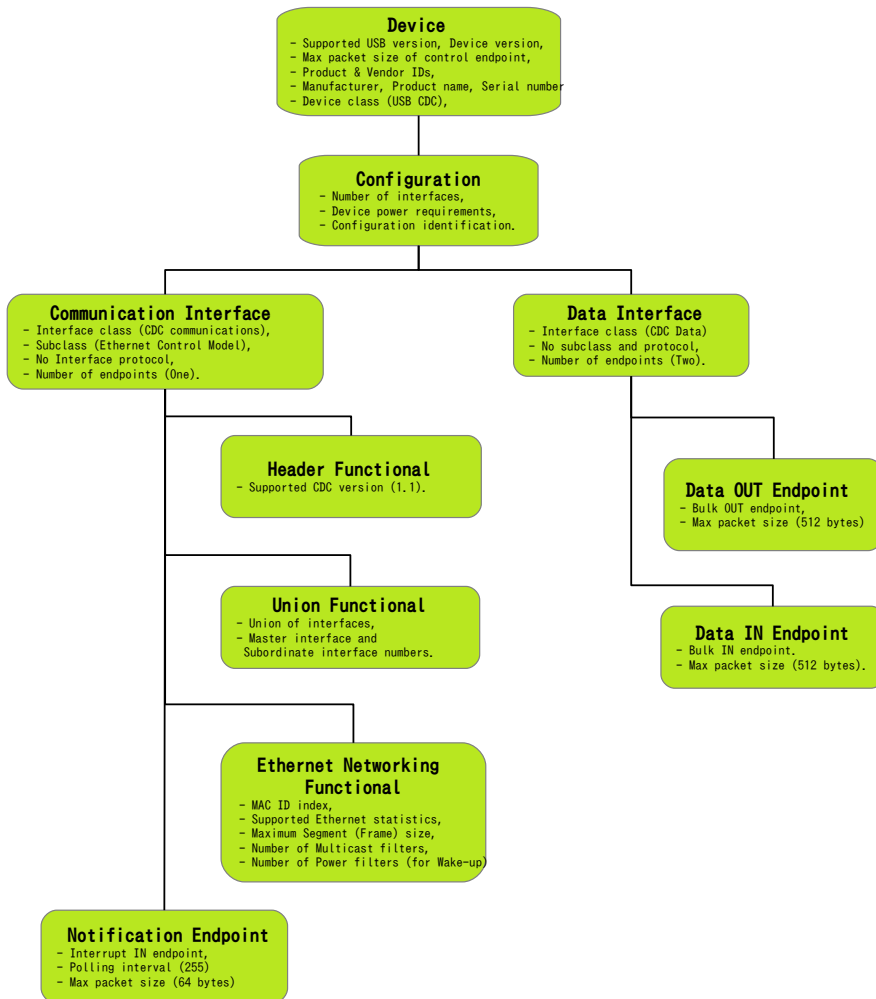 Device
- Supported USB version, Device version,
- Max packet size of control endpoint,
- Product & Vendor IDs,
- Manufacturer, Product name, Serial number
- Device class (USB CDC),
Configuration
- Number of interfaces,
- Device power requirements,
- Configuration identification.
Communication Interface
- Interface class (CDC communications),
- Subclass (Ethernet Control Model),
- No Interface protocol,
- Number of endpoints (One).
Data Interface
- Interface class (CDC Data)
- No subclass and protocol,
- Number of endpoints (Two).
Header Functional
- Supported CDC version (1.1).
Data OUT Endpoint
- Bulk OUT endpoint,
- Max packet size (512 bytes)
Union Functional
- Union of interfaces,
- Master interface and
Subordinate interface numbers.
Data IN Endpoint
- Bulk IN endpoint.
- Max packet size (512 bytes).
Ethernet Networking
Functional
- MAC ID index,
- Supported Ethernet statistics,
- Maximum Segment (Frame) size,
- Number of Multicast filters,
- Number of Power filters (for Wake-up)
Notification Endpoint
- Interrupt IN endpoint,
- Polling interval (255)
- Max packet size (64 bytes)